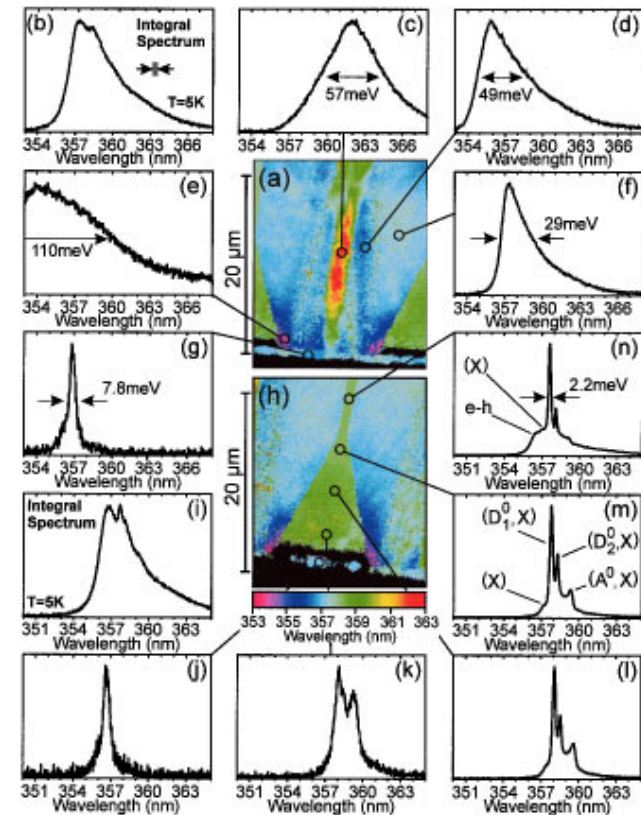 (b)
Integral
Spectrum
T=5K
354 357 360 363 366
Wavelength (nm)
(c)
57meV
354 357 360 363 366
Wavelength (nm)
(d)
49meV
354 357 360 363 366
Wavelength (nm)
(e)
110meV
354 357 360 363 366
Wavelength (nm)
(a)
20 µm
(f)
29meV
354 357 360 363 366
Wavelength (nm)
(g)
7.8meV
354 357 360 363 366
Wavelength (nm)
(h)
20 µm
353 355 357 359 361 363
Wavelength (nm)
(n)
(X)
e-h
2.2meV
351 354 357 360 363
Wavelength (nm)
(i)
Integral
Spectrum
T=5K
351 354 357 360 363
Wavelength (nm)
(m)
(D₁⁰,X)
(D₂⁰,X)
(X)
(A⁰,X)
351 354 357 360 363
Wavelength (nm)
(j)
351 354 357 360 363
Wavelength (nm)
(k)
351 354 357 360 363
Wavelength (nm)
(l)
351 354 357 360 363
Wavelength (nm)